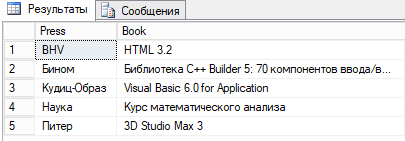 Результаты Сообщения
Press Book
1 BHV HTML 3.2
2 Бином Библиотека C++ Builder 5: 70 компонентов ввода/в...
3 Кудиц-Образ Visual Basic 6.0 for Application
4 Наука Курс математического анализа
5 Питер 3D Studio Max 3